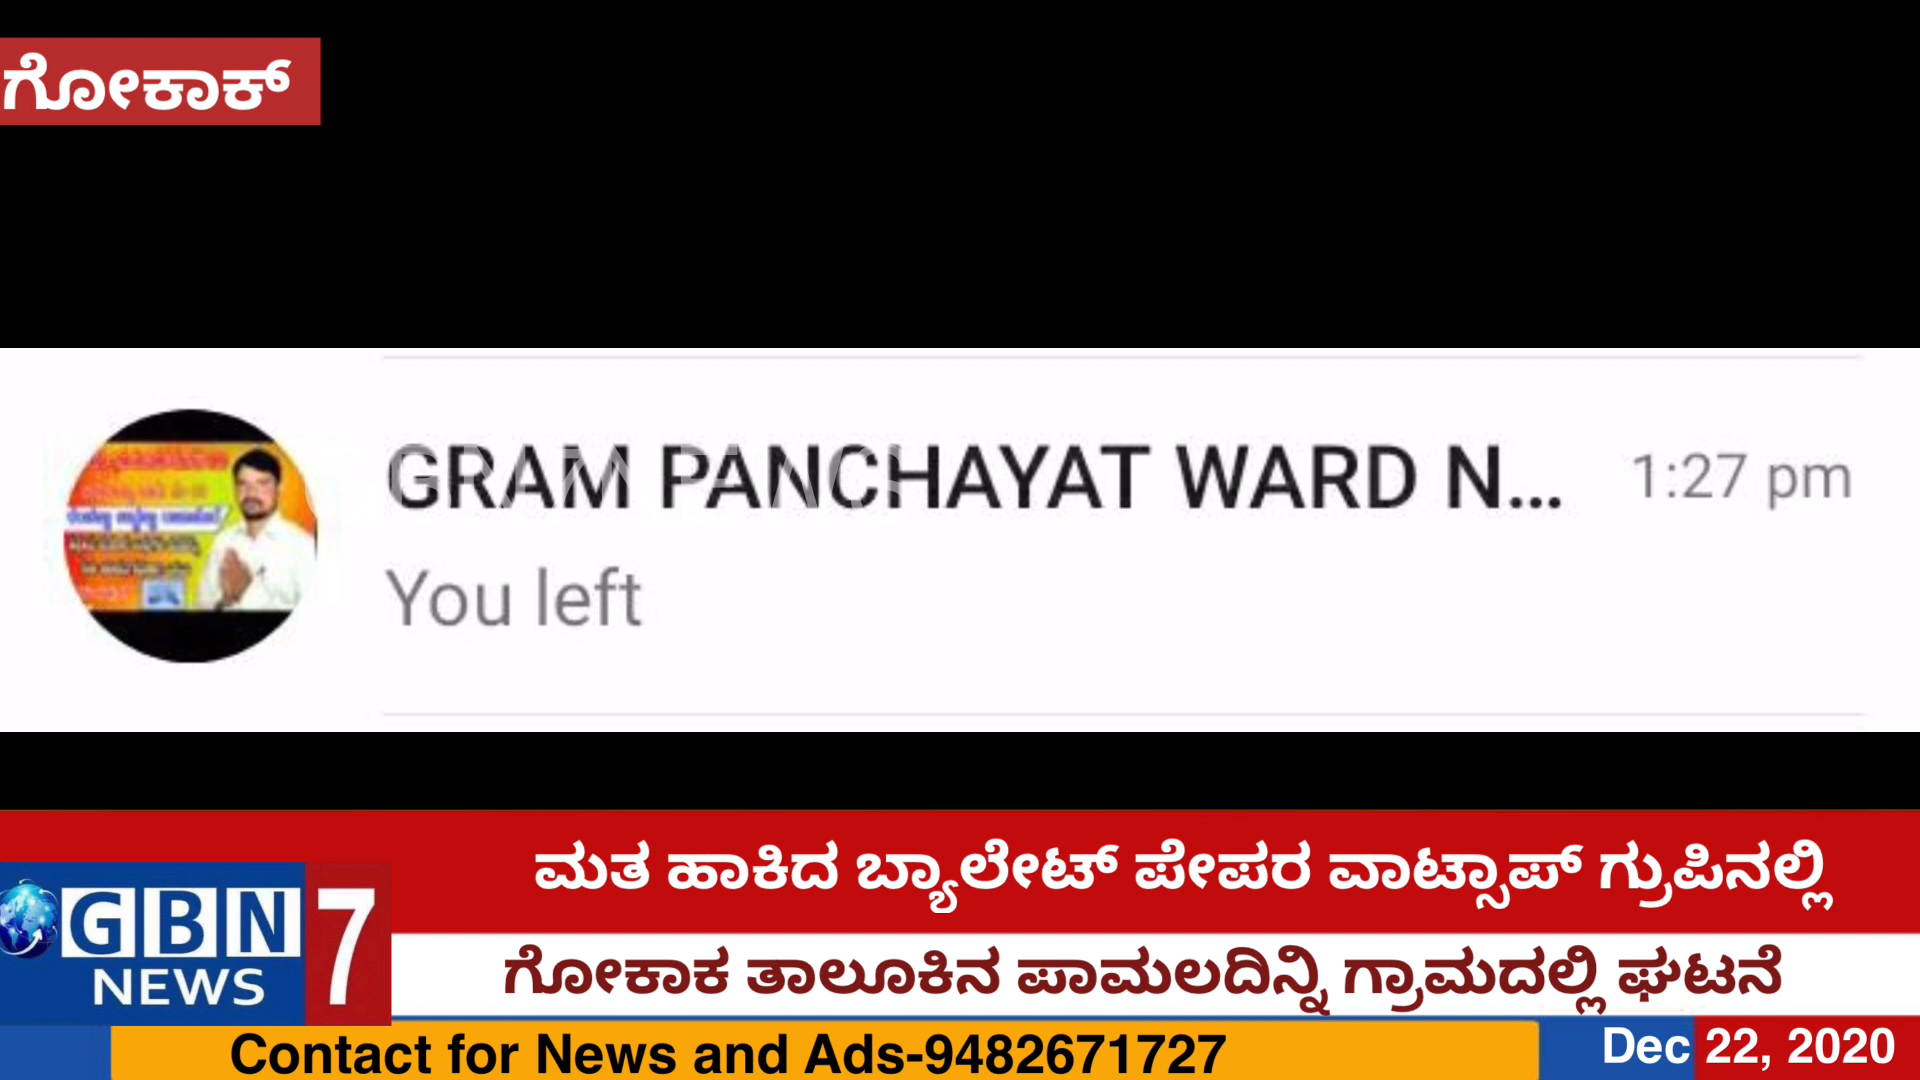 ಗೋಕಾಕ್
GRAM PANCHAYAT WARD N...
1:27 pm
You left
ಮತ ಹಾಕಿದ ಬ್ಯಾಲೇಟ್ ಪೇಪರ ವಾಟ್ಸಾಪ್ ಗ್ರುಪಿನಲ್ಲಿ
GBN 7
NEWS
ಗೋಕಾಕ ತಾಲೂಕಿನ ಪಾಮಲದಿನ್ನಿ ಗ್ರಾಮದಲ್ಲಿ ಘಟನೆ
Contact for News and Ads-9482671727
Dec 22, 2020